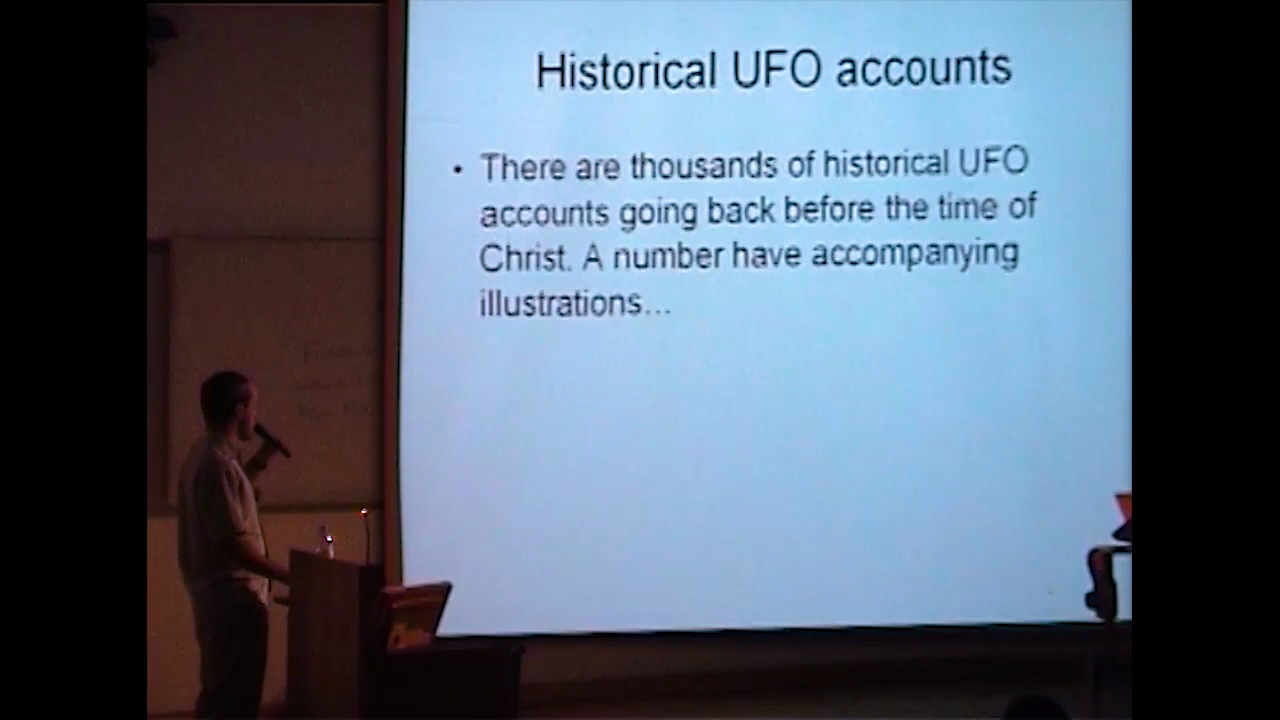 Historical UFO accounts
• There are thousands of historical UFO
accounts going back before the time of
Christ. A number have accompanying
illustrations...